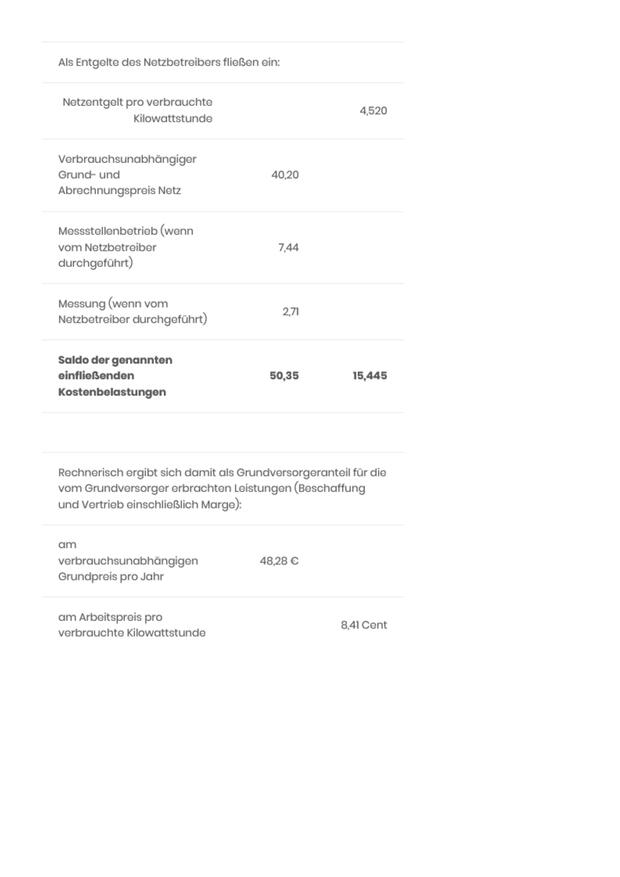 Als Entgelte des Netzbetreibers fließen ein:
Netzentgelt pro verbrauchte
Kilowattstunde
4,520
Verbrauchsunabhängiger
Grund- und
Abrechnungspreis Netz
40,20
Messstellenbetrieb (wenn
vom Netzbetreiber
durchgeführt)
7,44
Messung (wenn vom
Netzbetreiber durchgeführt)
2,71
Saldo der genannten
einfließenden
Kostenbelastungen
50,35
15,445
Rechnerisch ergibt sich damit als Grundversorgeranteil für die
vom Grundversorger erbrachten Leistungen (Beschaffung
und Vertrieb einschließlich Marge):
am
verbrauchsunabhängigen
Grundpreis pro Jahr
48,28 €
am Arbeitspreis pro
verbrauchte Kilowattstunde
8,41 Cent